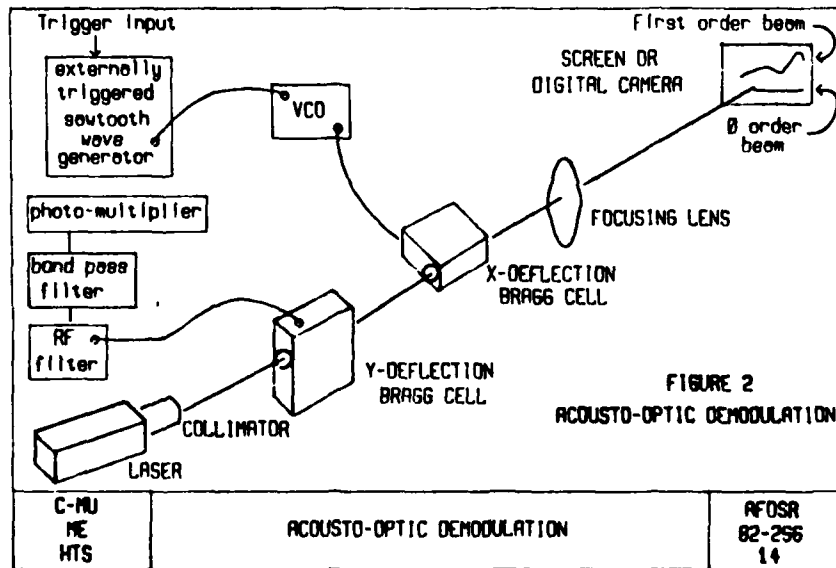 Trigger input
externally
triggered
sawtooth
wave
generator
VCO
SCREEN OR
DIGITAL CAMERA
First order beam
0 order
beam
photo-multiplier
band pass
filter
RF
filter
FOCUSING LENS
X-DEFLECTION
BRAGG CELL
Y-DEFLECTION
BRAGG CELL
COLLIMATOR
LASER
FIGURE 2
ACOUSTO-OPTIC DEMODULATION
C-MU
ME
HTS
ACOUSTO-OPTIC DEMODULATION
AFOSR
82-256
14